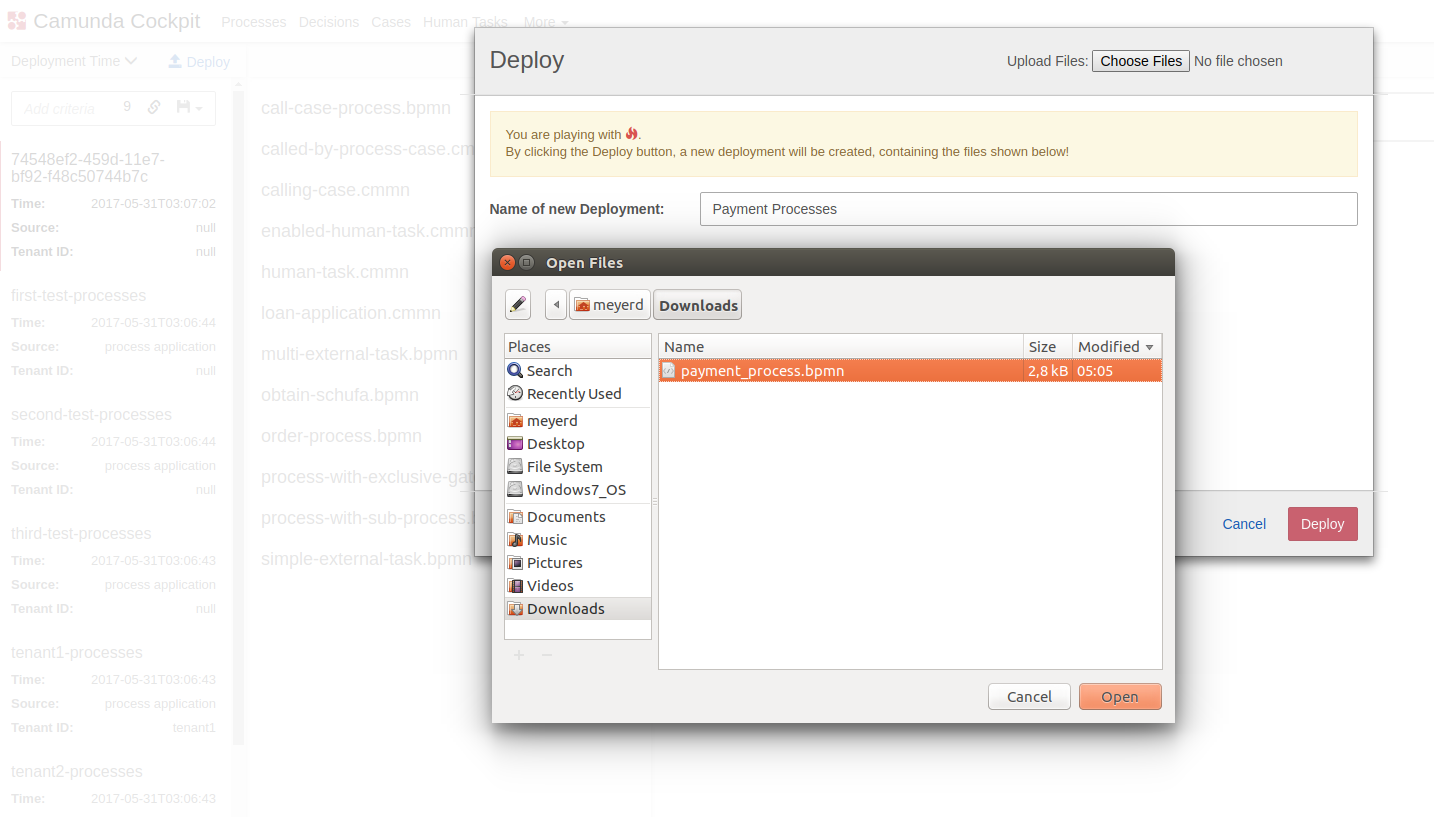 Camunda Cockpit Processes Decisions Cases Human Tasks More
Deployment Time Deploy
Add criteria 9
74548ef2-459d-11e7-
bf92-f48c50744b7c
Time: 2017-05-31T03:07:02
Source: null
Tenant ID: null
first-test-processes
Time: 2017-05-31T03:06:44
Source: process application
Tenant ID: null
second-test-processes
Time: 2017-05-31T03:06:44
Source: process application
Tenant ID: null
third-test-processes
Time: 2017-05-31T03:06:43
Source: process application
Tenant ID: null
tenant1-processes
Time: 2017-05-31T03:06:43
Source: process application
Tenant ID: tenant1
tenant2-processes
Time: 2017-05-31T03:06:43
call-case-process.bpmn
called-by-process-case.cm
calling-case.cmmn
enabled-human-task.cmmn
human-task.cmmn
loan-application.cmmn
multi-external-task.bpmn
obtain-schufa.bpmn
order-process.bpmn
process-with-exclusive-gat
process-with-sub-process.
simple-external-task.bpmn
Deploy
Upload Files: Choose Files No file chosen
You are playing with .
By clicking the Deploy button, a new deployment will be created, containing the files shown below!
Name of new Deployment: Payment Processes
Open Files
meyerd Downloads
Places
Search
Recently Used
meyerd
Desktop
File System
Windows7_OS
Documents
Music
Pictures
Videos
Downloads
Name Size Modified
payment_process.bpmn 2,8 kB 05:05
Cancel Open
Cancel Deploy